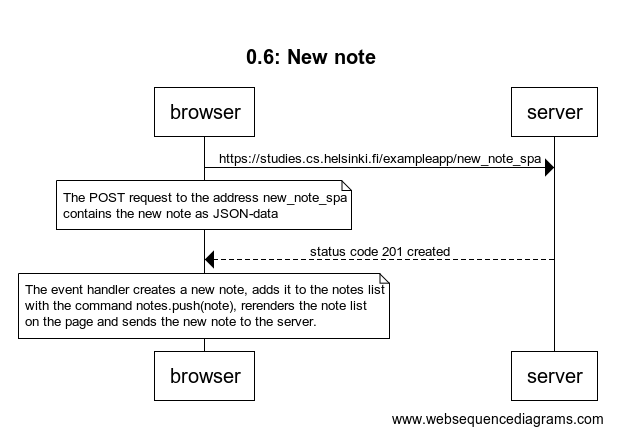 0.6: New note
browser
server
https://studies.cs.helsinki.fi/exampleapp/new_note_spa
The POST request to the address new_note_spa
contains the new note as JSON-data
status code 201 created
The event handler creates a new note, adds it to the notes list
with the command notes.push(note), rerenders the note list
on the page and sends the new note to the server.
browser
server
www.websequencediagrams.com